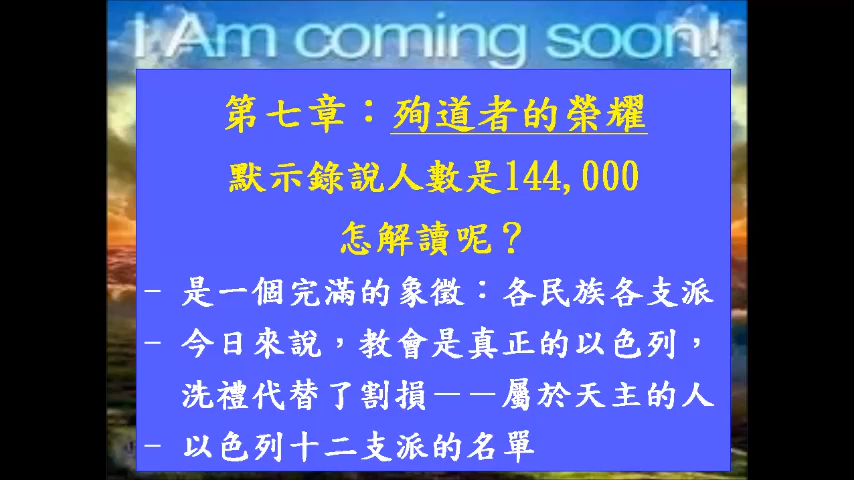 I Am coming soon!
第七章：殉道者的榮耀
默示錄說人數是144,000
怎解讀呢？
- 是一個完滿的象徵：各民族各支派
- 今日來說，教會是真正的以色列，
洗禮代替了割損－－屬於天主的人
- 以色列十二支派的名單